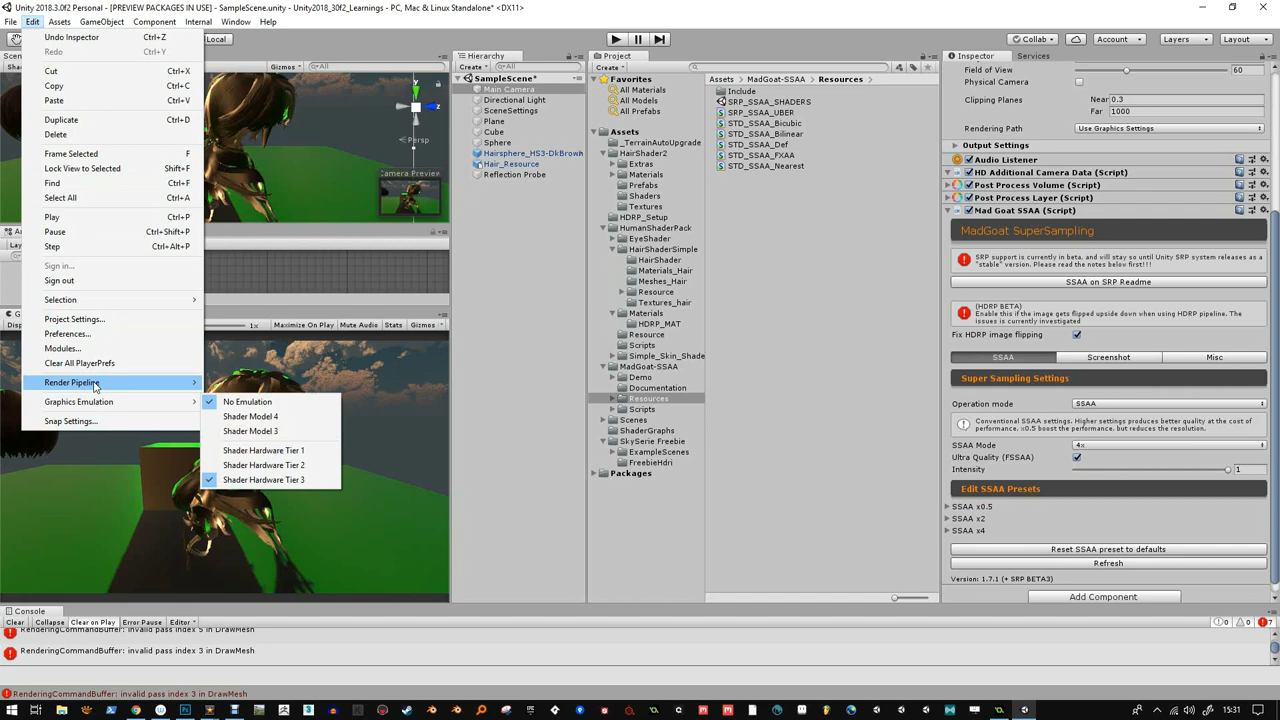 Unity 2018.3.0f2 Personal - [PREVIEW PACKAGES IN USE] - SampleScene.unity - Unity2018_30f2_Learnings - PC, Mac & Linux Standalone* <DX11>
File Edit Assets GameObject Component Internal Window Help
Local
Collab
Account
Layers
Layout
Undo Inspector Ctrl+Z
Redo Ctrl+Y
Cut Ctrl+X
Copy Ctrl+C
Paste Ctrl+V
Duplicate Ctrl+D
Delete
Frame Selected F
Lock View to Selected Shift+F
Find Ctrl+F
Select All Ctrl+A
Play Ctrl+P
Pause Ctrl+Shift+P
Step Ctrl+Alt+P
Sign in...
Sign out
Selection
Project Settings...
Preferences...
Modules...
Clear All PlayerPrefs
Render Pipeline
Graphics Emulation
Snap Settings...
No Emulation
Shader Model 4
Shader Model 3
Shader Hardware Tier 1
Shader Hardware Tier 2
Shader Hardware Tier 3
Gizmos
All
y
z
Persp
Camera Preview
1x Maximize On Play Mute Audio Stats Gizmos
Hierarchy
Create
All
SampleScene*
Main Camera
Directional Light
SceneSettings
Plane
Cube
Sphere
Hairsphere_HS3-DkBrown
Hair_Resource
Reflection Probe
Project
Create
Favorites
All Materials
All Models
All Prefabs
Assets
_TerrainAutoUpgrade
HairShader2
Extras
Materials
Prefabs
Shaders
Textures
HDRP_Setup
HumanShaderPack
EyeShader
HairShaderSimple
HairShader
Materials_Hair
Meshes_Hair
Resource
Textures_hair
Materials
HDRP_MAT
Resource
Scripts
Simple_Skin_Shade
MadGoat-SSAA
Demo
Documentation
Resources
Scripts
Scenes
ShaderGraphs
SkySerie Freebie
ExampleScenes
FreebieHdri
Packages
Assets MadGoat-SSAA Resources
Include
SRP_SSAA_SHADERS
SRP_SSAA_UBER
STD_SSAA_Bicubic
STD_SSAA_Bilinear
STD_SSAA_Def
STD_SSAA_FXAA
STD_SSAA_Nearest
Inspector Services
Field of View 60
Physical Camera
Clipping Planes Near 0.3
Far 1000
Rendering Path Use Graphics Settings
Output Settings
Audio Listener
HD Additional Camera Data (Script)
Post Process Volume (Script)
Post Process Layer (Script)
Mad Goat SSAA (Script)
MadGoat SuperSampling
SRP support is currently in beta, and will stay so until Unity SRP system releases as a "stable" version. Please read the notes below first!!!
SSAA on SRP Readme
(HDRP BETA)
Enable this if the image gets flipped upside down when using HDRP pipeline. The issues is currently investigated
Fix HDRP image flipping
SSAA Screenshot Misc
Super Sampling Settings
Operation mode SSAA
Conventional SSAA settings. Higher settings produces better quality at the cost of performance. x0.5 boost the performance, but reduces the resolution.
SSAA Mode 4x
Ultra Quality (FSSAA)
Intensity 1
Edit SSAA Presets
SSAA x0.5
SSAA x2
SSAA x4
Reset SSAA preset to defaults
Refresh
Version: 1.7.1 (+ SRP BETA3)
Add Component
Console
Clear Collapse Clear on Play Error Pause Editor
0 0 7
RenderingCommandBuffer: invalid pass index 3 in DrawMesh
RenderingCommandBuffer: invalid pass index 3 in DrawMesh
RenderingCommandBuffer: invalid pass index 3 in DrawMesh
15:31